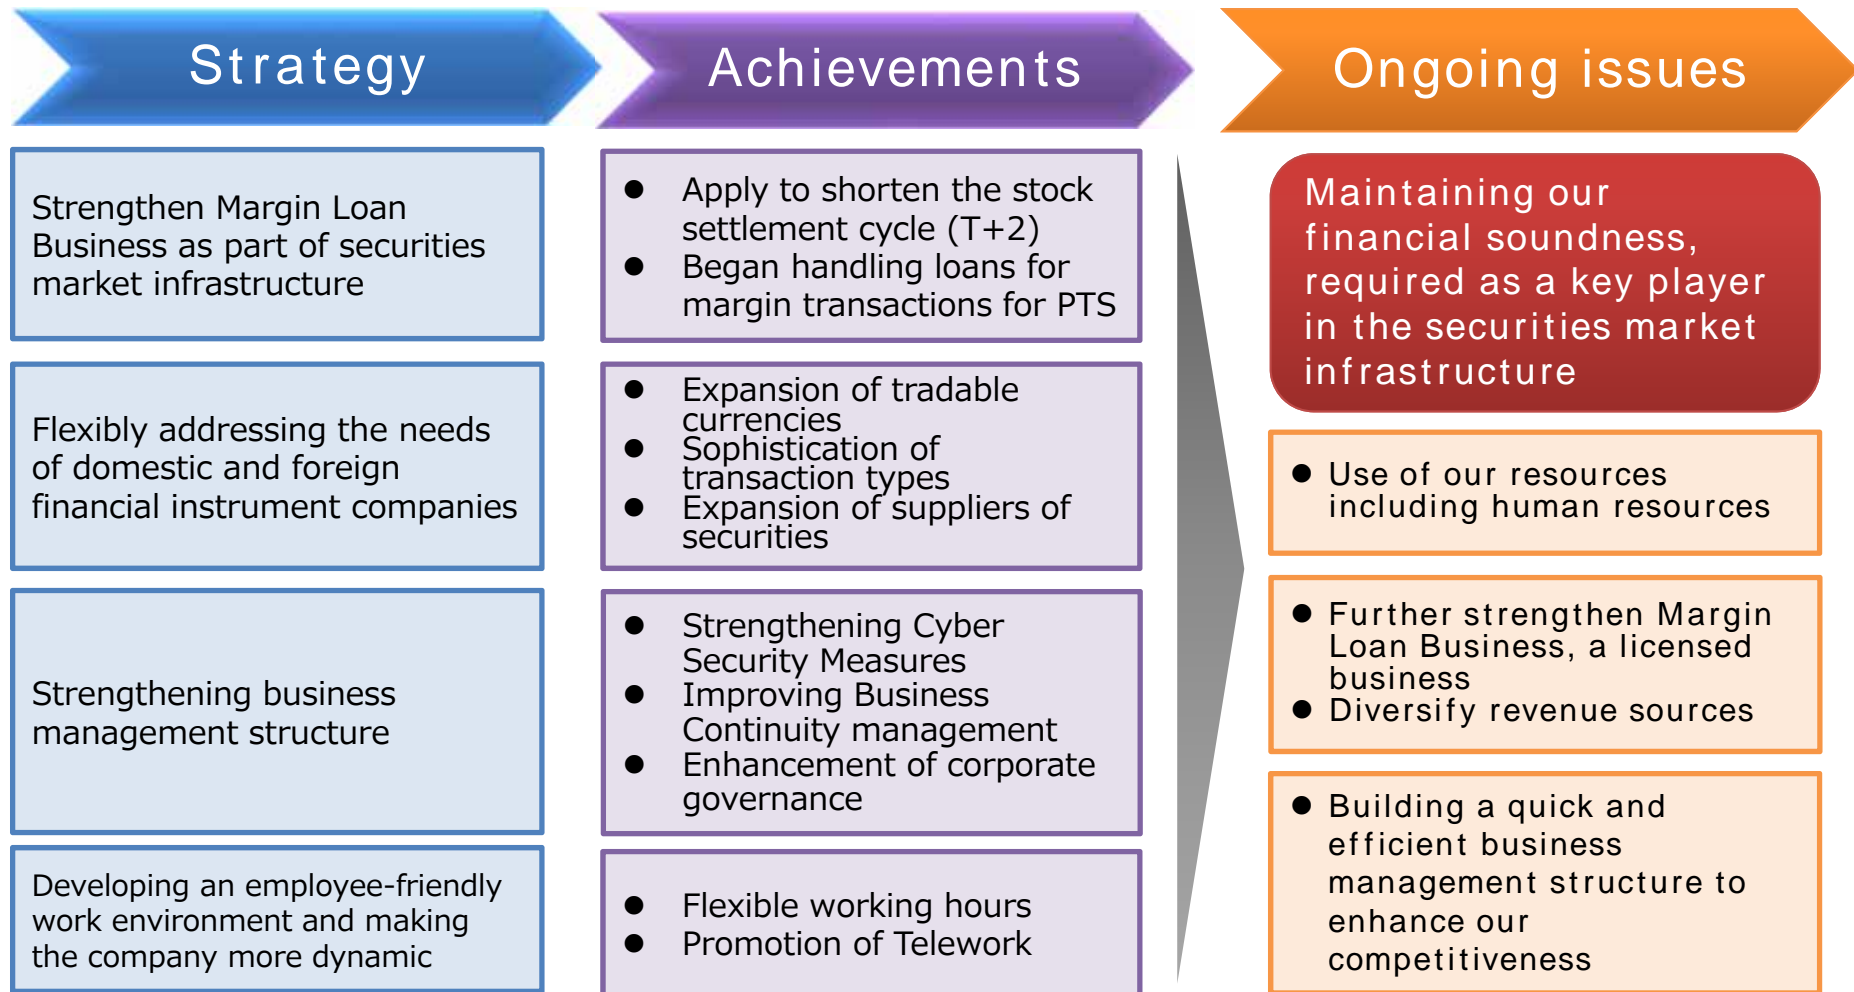 Strategy
Achievements
Ongoing issues
Strengthen Margin Loan
Business as part of securities
market infrastructure
● Apply to shorten the stock
settlement cycle (T+2)
● Began handling loans for
margin transactions for PTS
Flexibly addressing the needs
of domestic and foreign
financial instrument companies
● Expansion of tradable
currencies
● Sophistication of
transaction types
● Expansion of suppliers of
securities
Strengthening business
management structure
● Strengthening Cyber
Security Measures
● Improving Business
Continuity management
● Enhancement of corporate
governance
Developing an employee-friendly
work environment and making
the company more dynamic
● Flexible working hours
● Promotion of Telework
Maintaining our
financial soundness,
required as a key player
in the securities market
infrastructure
● Use of our resources
including human resources
● Further strengthen Margin
Loan Business, a licensed
business
● Diversify revenue sources
● Building a quick and
efficient business
management structure to
enhance our
competitiveness